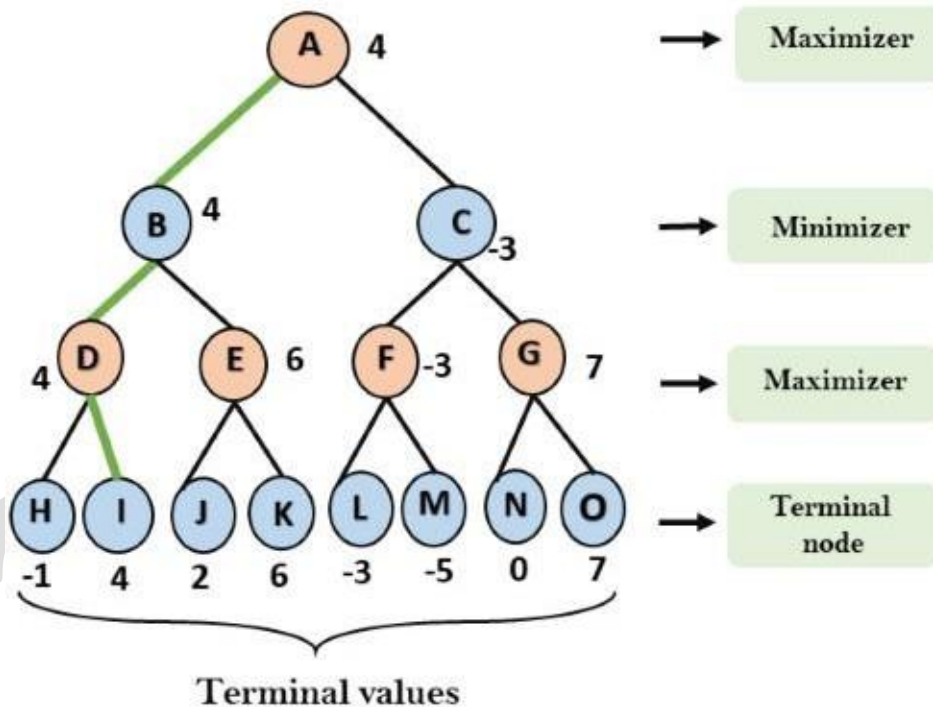 A 4 Maximizer
B 4 C -3 Minimizer
D 4 E 6 F -3 G 7 Maximizer
H I J K L M N O Terminal
node
-1 4 2 6 -3 -5 0 7
Terminal values